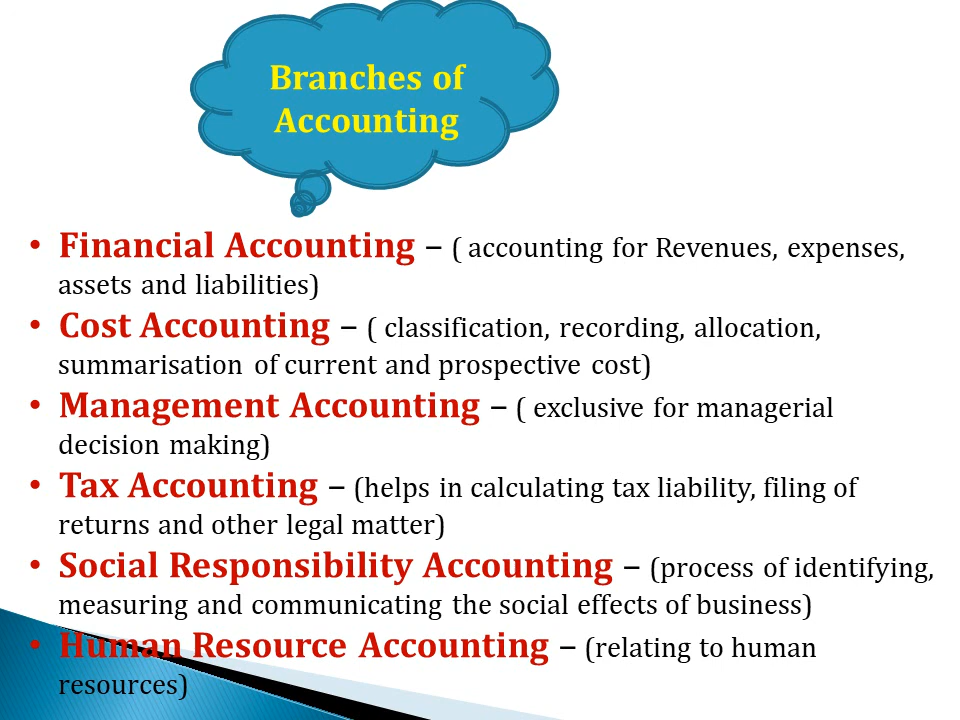 Branches of
Accounting
• Financial Accounting – ( accounting for Revenues, expenses,
assets and liabilities)
• Cost Accounting – ( classification, recording, allocation,
summarisation of current and prospective cost)
• Management Accounting – ( exclusive for managerial
decision making)
• Tax Accounting – (helps in calculating tax liability, filing of
returns and other legal matter)
• Social Responsibility Accounting – (process of identifying,
measuring and communicating the social effects of business)
• Human Resource Accounting – (relating to human
resources)